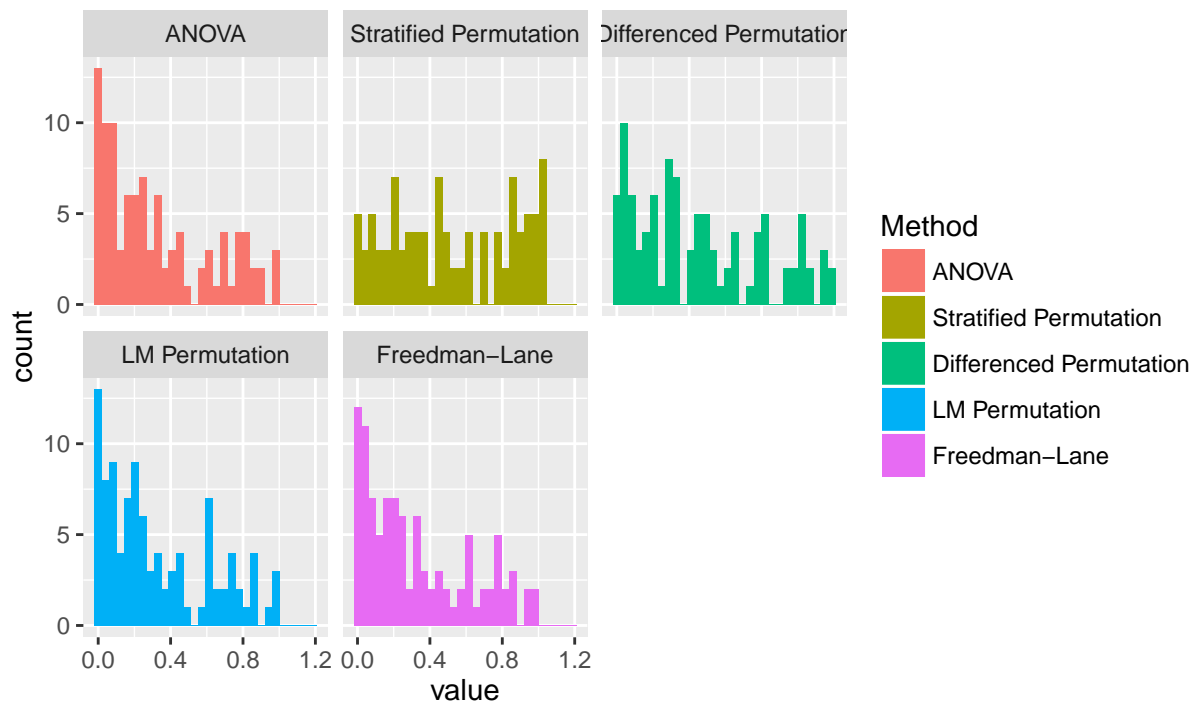 ANOVA
Stratified Permutation
Differenced Permutation
10
5
0
LM Permutation
Freedman−Lane
10
5
0
0.0 0.4 0.8 1.2 0.0 0.4 0.8 1.2
count
value
Method
ANOVA
Stratified Permutation
Differenced Permutation
LM Permutation
Freedman−Lane